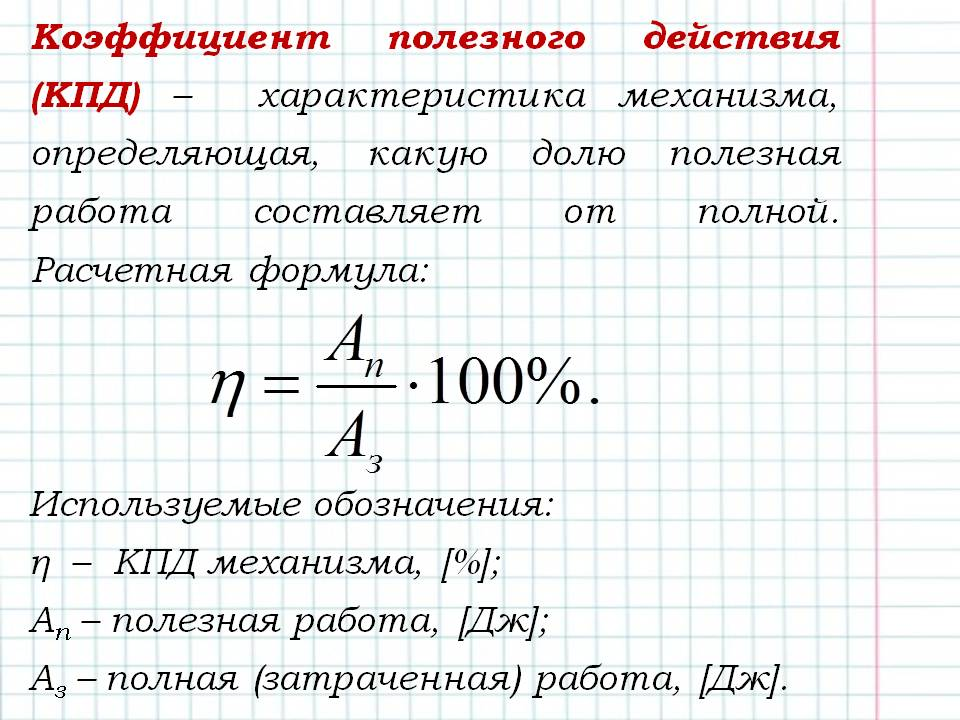 Коэффициент полезного действия
(КПД) – характеристика механизма,
определяющая, какую долю полезная
работа составляет от полной.
Расчетная формула:
η = Aп / Aз · 100%.
Используемые обозначения:
η – КПД механизма, [%];
Aп – полезная работа, [Дж];
Aз – полная (затраченная) работа, [Дж].